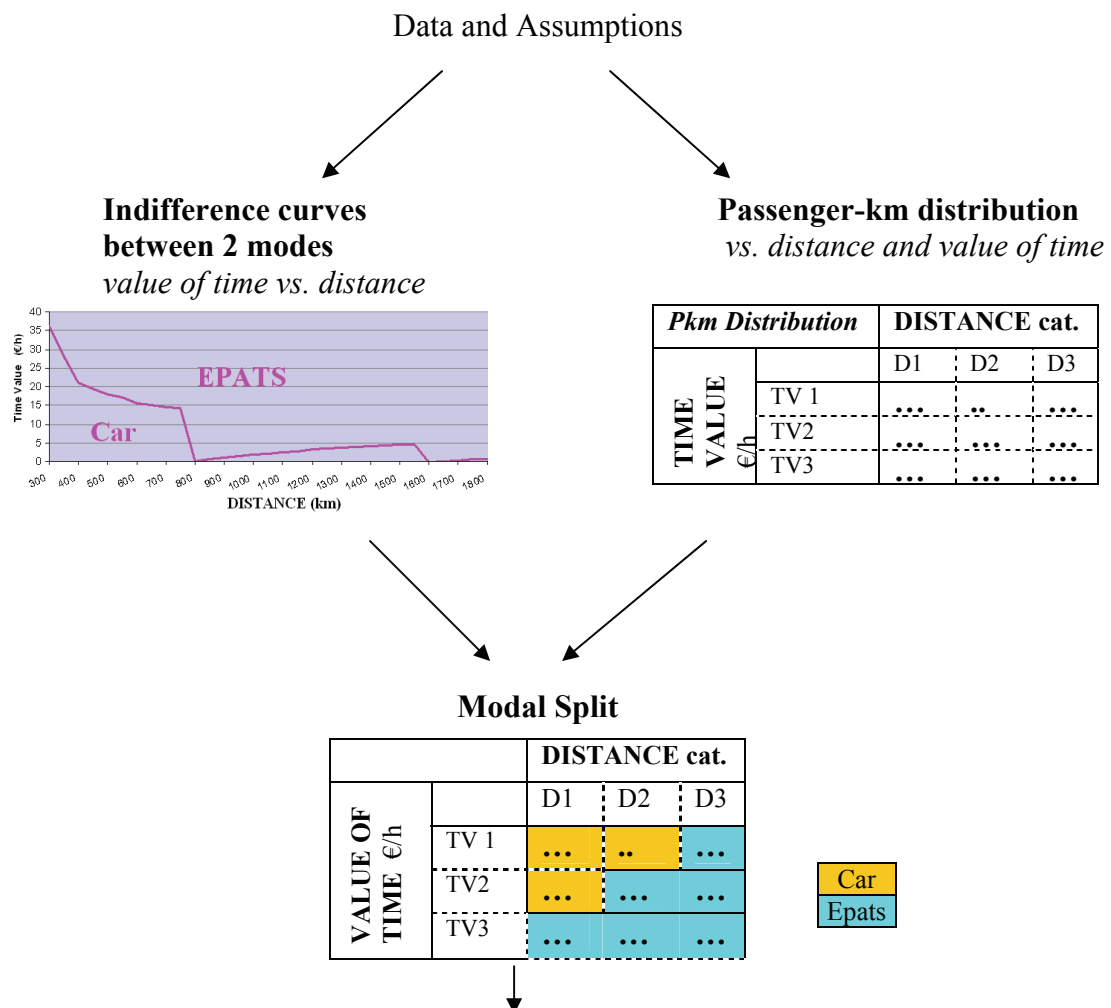 Data and Assumptions
Indifference curves
between 2 modes
value of time vs. distance
Time Value (€/h)
40
35
30
25
20
15
10
5
0
EPATS
Car
300 400 500 600 700 800 900 1000 1100 1200 1300 1400 1500 1600 1700 1800
DISTANCE (km)
Passenger-km distribution
vs. distance and value of time
Pkm Distribution DISTANCE cat.
D1 D2 D3
TIME
VALUE
€/h
TV 1 ... .. ...
TV2 ... ... ...
TV3 ... ... ...
Modal Split
DISTANCE cat.
D1 D2 D3
VALUE OF
TIME €/h
TV 1 ... .. ...
TV2 ... ... ...
TV3 ... ... ...
Car
Epats